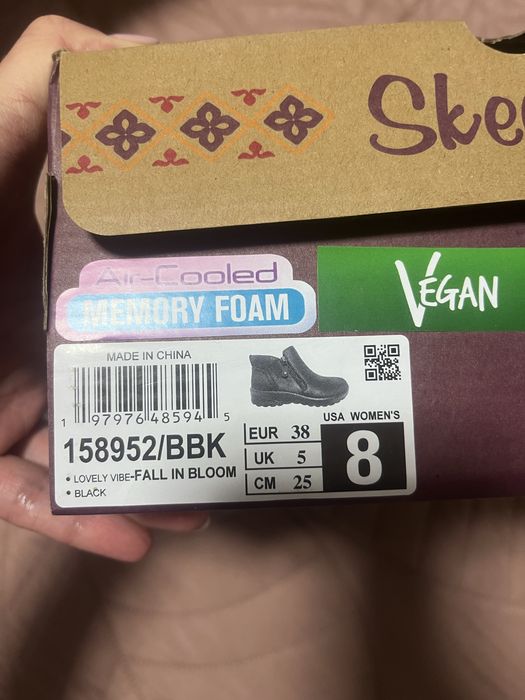 Ske
Air-Cooled
MEMORY FOAM
VEGAN
MADE IN CHINA
1 97976 48594 5
158952/BBK
• LOVELY VIBE-FALL IN BLOOM
• BLACK
EUR 38
UK 5
CM 25
USA WOMEN'S
8